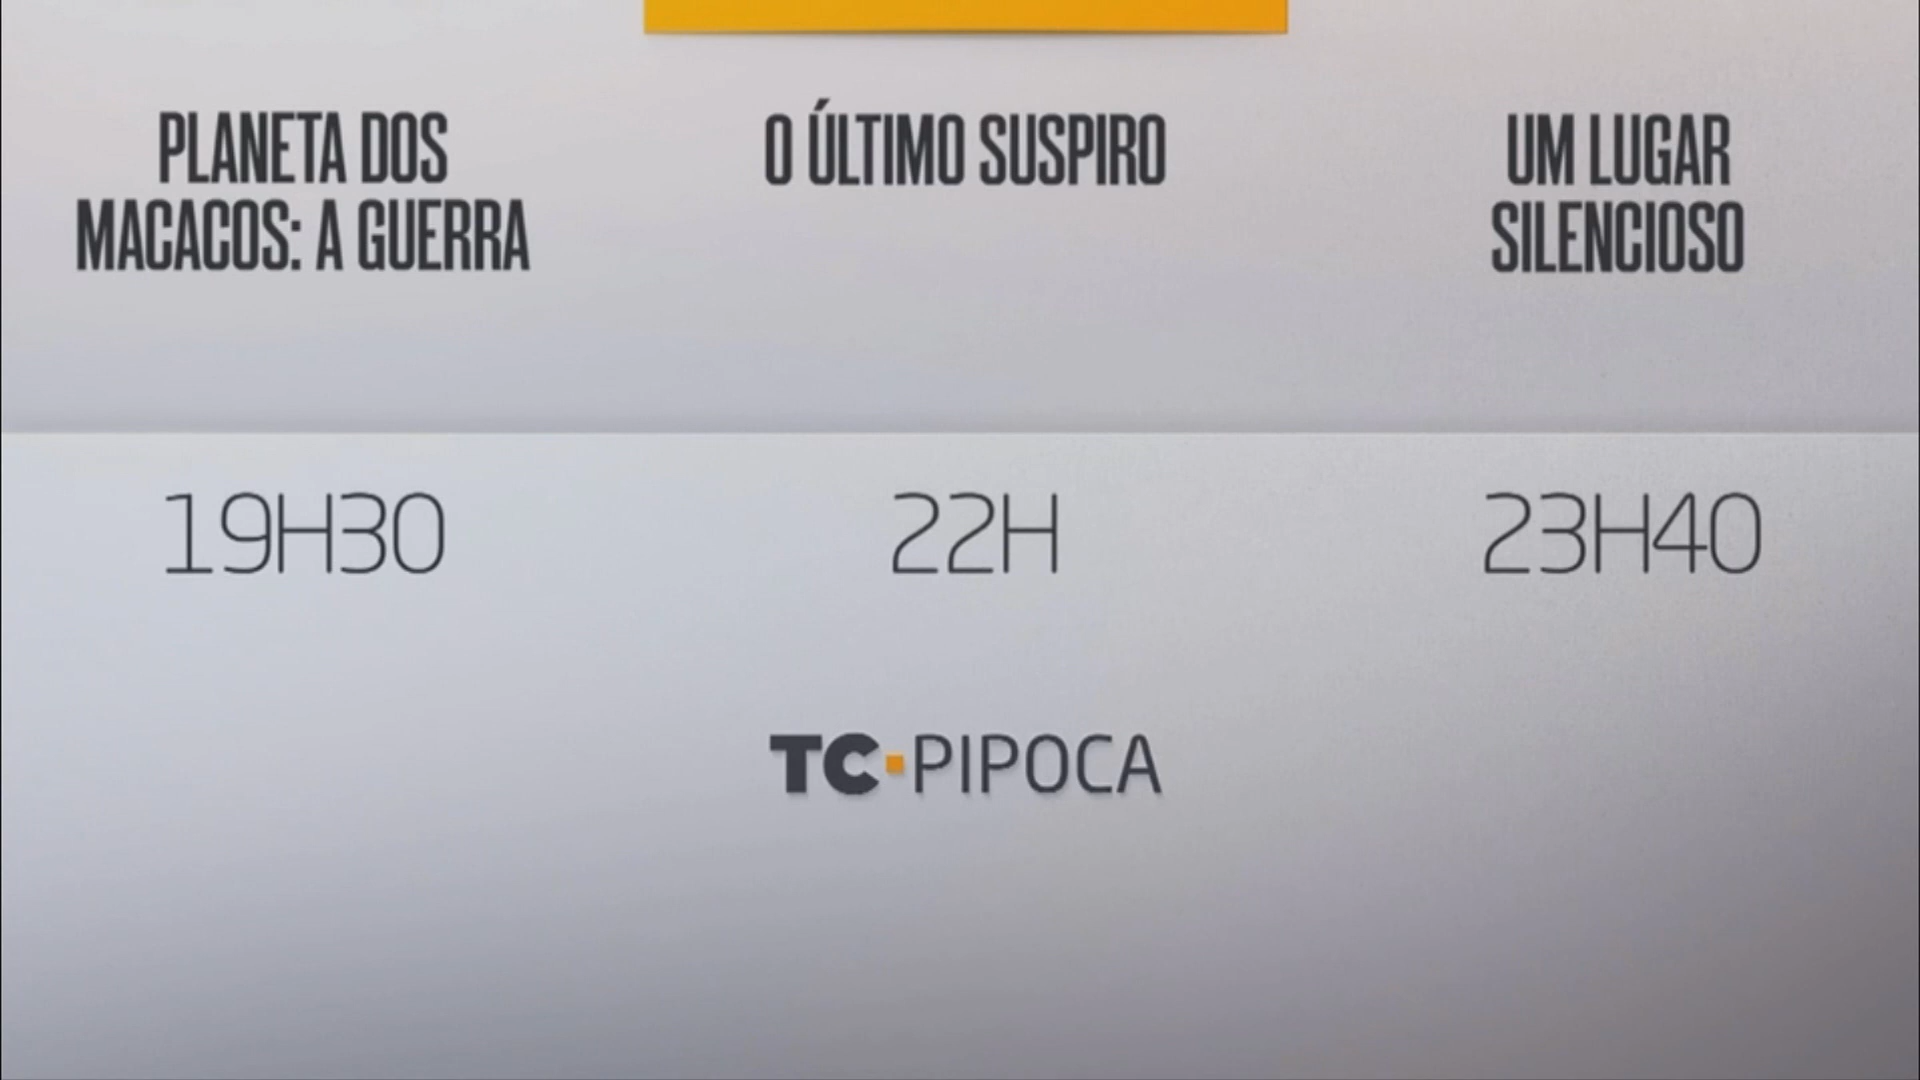 PLANETA DOS
MACACOS: A GUERRA
O ÚLTIMO SUSPIRO
UM LUGAR
SILENCIOSO
19H30
22H
23H40
TC·PIPOCA